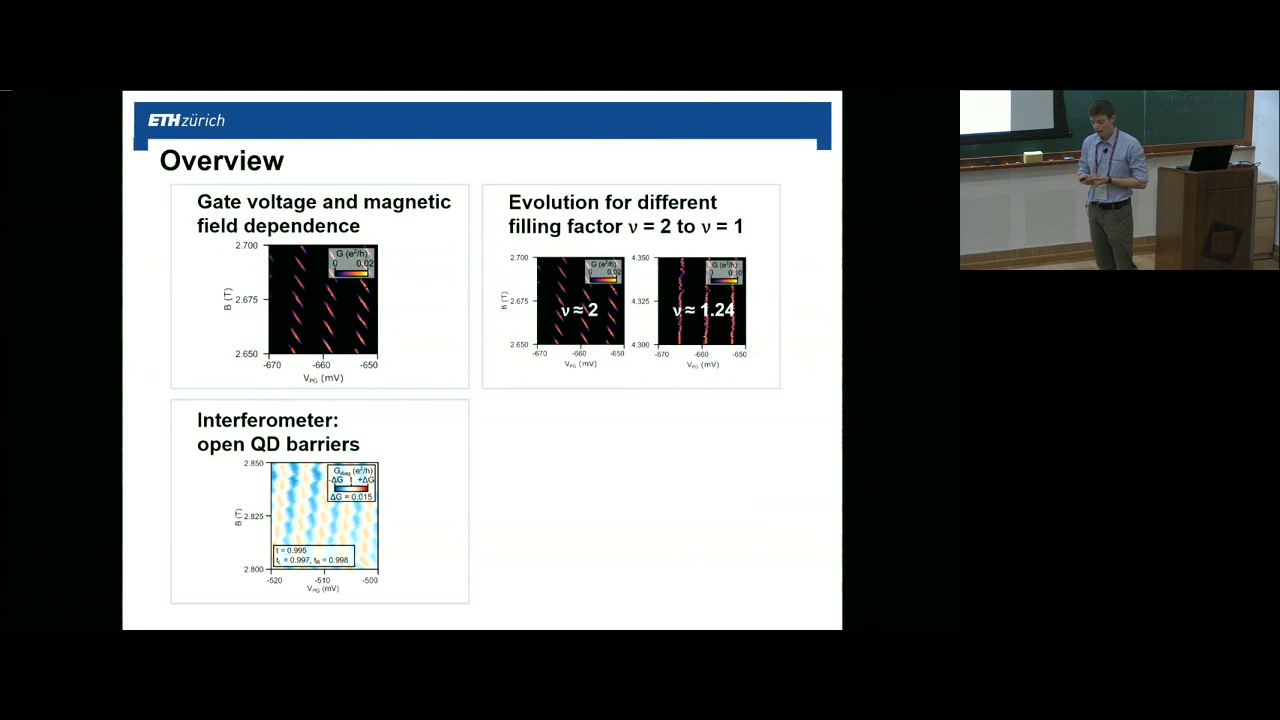 ETH zürich
Overview
Gate voltage and magnetic
field dependence
2.700
2.675
2.650
B (T)
G (e²/h)
0 0.02
-670 -660 -650
V_PG (mV)
Evolution for different
filling factor ν = 2 to ν = 1
2.700
2.675
2.650
B (T)
G (e²/h)
0 0.02
ν ≈ 2
-670 -660 -650
V_PG (mV)
4.350
4.325
4.300
G (e²/h)
ν ≈ 1.24
-670 -660 -650
V_PG (mV)
Interferometer:
open QD barriers
2.850
2.825
2.800
B (T)
G_diag (e²/h)
-ΔG +ΔG
ΔG = 0.015
t = 0.995
t_L = 0.997, t_R = 0.998
-520 -510 -500
V_PG (mV)